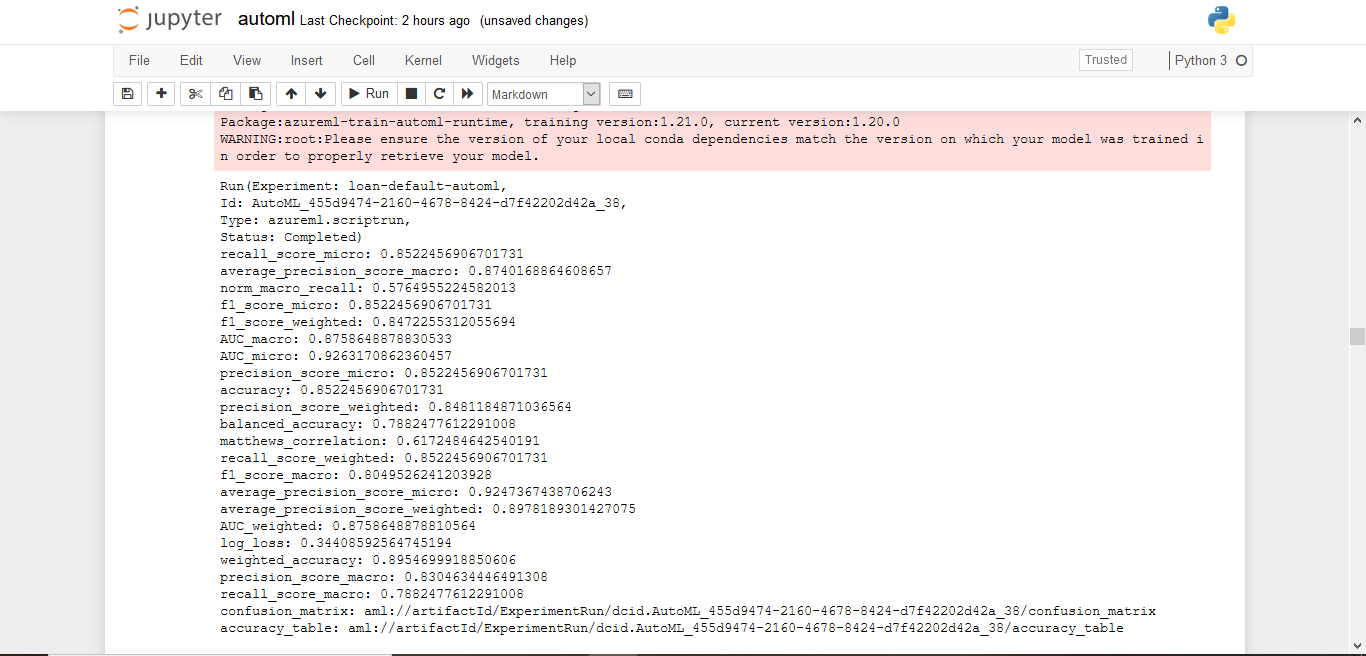 jupyter automl Last Checkpoint: 2 hours ago (unsaved changes)
File Edit View Insert Cell Kernel Widgets Help Trusted Python 3
Run Markdown
Package:azureml-train-automl-runtime, training version:1.21.0, current version:1.20.0
WARNING:root:Please ensure the version of your local conda dependencies match the version on which your model was trained i
n order to properly retrieve your model.
Run(Experiment: loan-default-automl,
Id: AutoML_455d9474-2160-4678-8424-d7f42202d42a_38,
Type: azureml.scriptrun,
Status: Completed)
recall_score_micro: 0.8522456906701731
average_precision_score_macro: 0.8740168864608657
norm_macro_recall: 0.5764955224582013
f1_score_micro: 0.8522456906701731
f1_score_weighted: 0.8472255312055694
AUC_macro: 0.8758648878830533
AUC_micro: 0.9263170862360457
precision_score_micro: 0.8522456906701731
accuracy: 0.8522456906701731
precision_score_weighted: 0.8481184871036564
balanced_accuracy: 0.7882477612291008
matthews_correlation: 0.6172484642540191
recall_score_weighted: 0.8522456906701731
f1_score_macro: 0.8049526241203928
average_precision_score_micro: 0.9247367438706243
average_precision_score_weighted: 0.8978189301427075
AUC_weighted: 0.8758648878810564
log_loss: 0.34408592564745194
weighted_accuracy: 0.8954699918850606
precision_score_macro: 0.8304634446491308
recall_score_macro: 0.7882477612291008
confusion_matrix: aml://artifactId/ExperimentRun/dcid.AutoML_455d9474-2160-4678-8424-d7f42202d42a_38/confusion_matrix
accuracy_table: aml://artifactId/ExperimentRun/dcid.AutoML_455d9474-2160-4678-8424-d7f42202d42a_38/accuracy_table